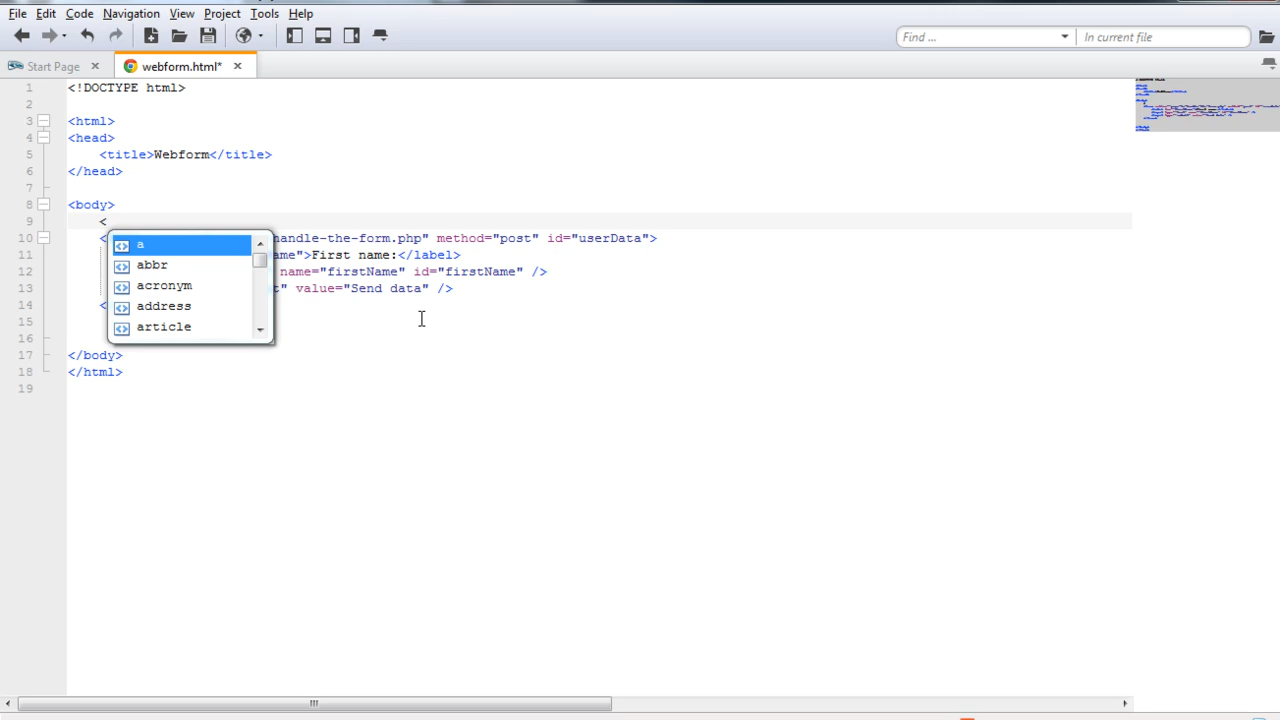 File Edit Code Navigation View Project Tools Help
Find ... In current file
Start Page webform.html*
1 <!DOCTYPE html>
2
3 <html>
4 <head>
5 <title>Webform</title>
6 </head>
7
8 <body>
9 <
10 < handle-the-form.php" method="post" id="userData">
11 ame">First name:</label>
12 name="firstName" id="firstName" />
13 t" value="Send data" />
14 <
15
16
17 </body>
18 </html>
19
a
abbr
acronym
address
article